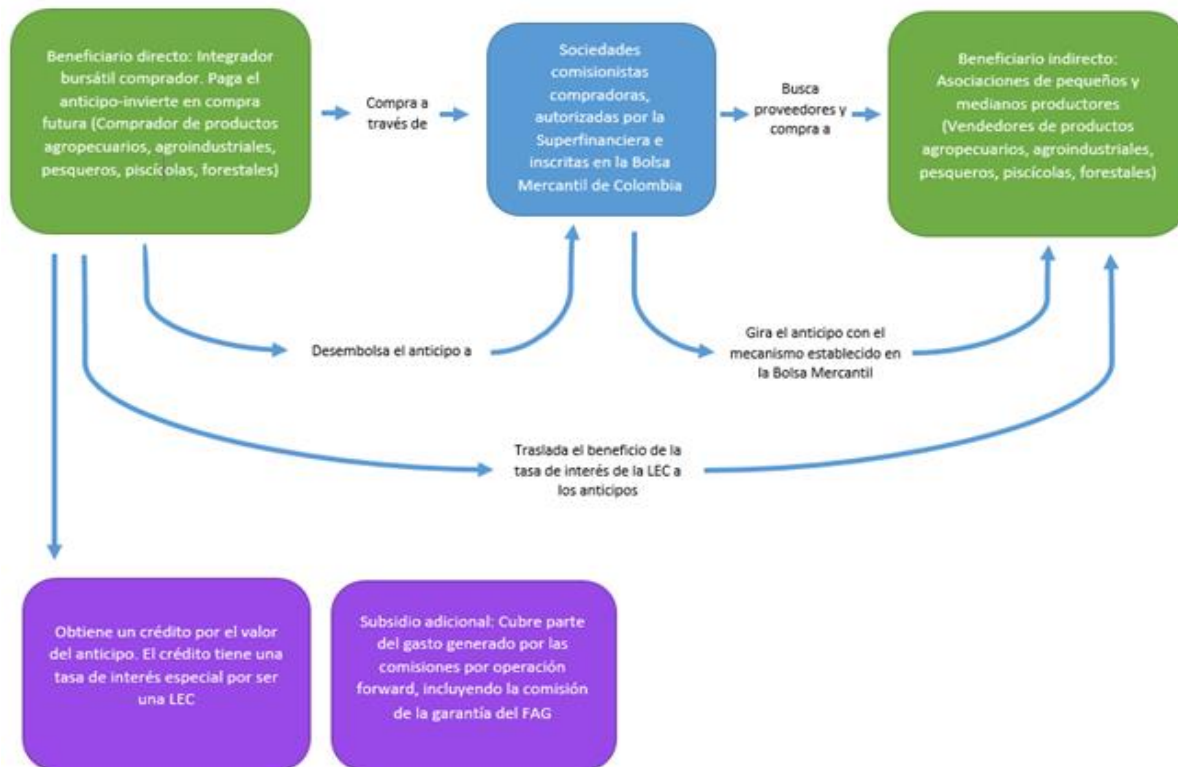 Beneficiario directo: Integrador
bursátil comprador. Paga el
anticipo-invierte en compra
futura (Comprador de productos
agropecuarios, agroindustriales,
pesqueros, piscícolas, forestales)
Compra a
través de
Sociedades
comisionistas
compradoras,
autorizadas por la
Superfinanciera e
inscritas en la Bolsa
Mercantil de Colombia
Busca
proveedores y
compra a
Beneficiario indirecto:
Asociaciones de pequeños y
medianos productores
(Vendedores de productos
agropecuarios, agroindustriales,
pesqueros, piscícolas, forestales)
Desembolsa el anticipo a
Gira el anticipo con el
mecanismo establecido en
la Bolsa Mercantil
Traslada el beneficio de la
tasa de interés de la LEC a
los anticipos
Obtiene un crédito por el valor
del anticipo. El crédito tiene una
tasa de interés especial por ser
una LEC
Subsidio adicional: Cubre parte
del gasto generado por las
comisiones por operación
forward, incluyendo la comisión
de la garantía del FAG